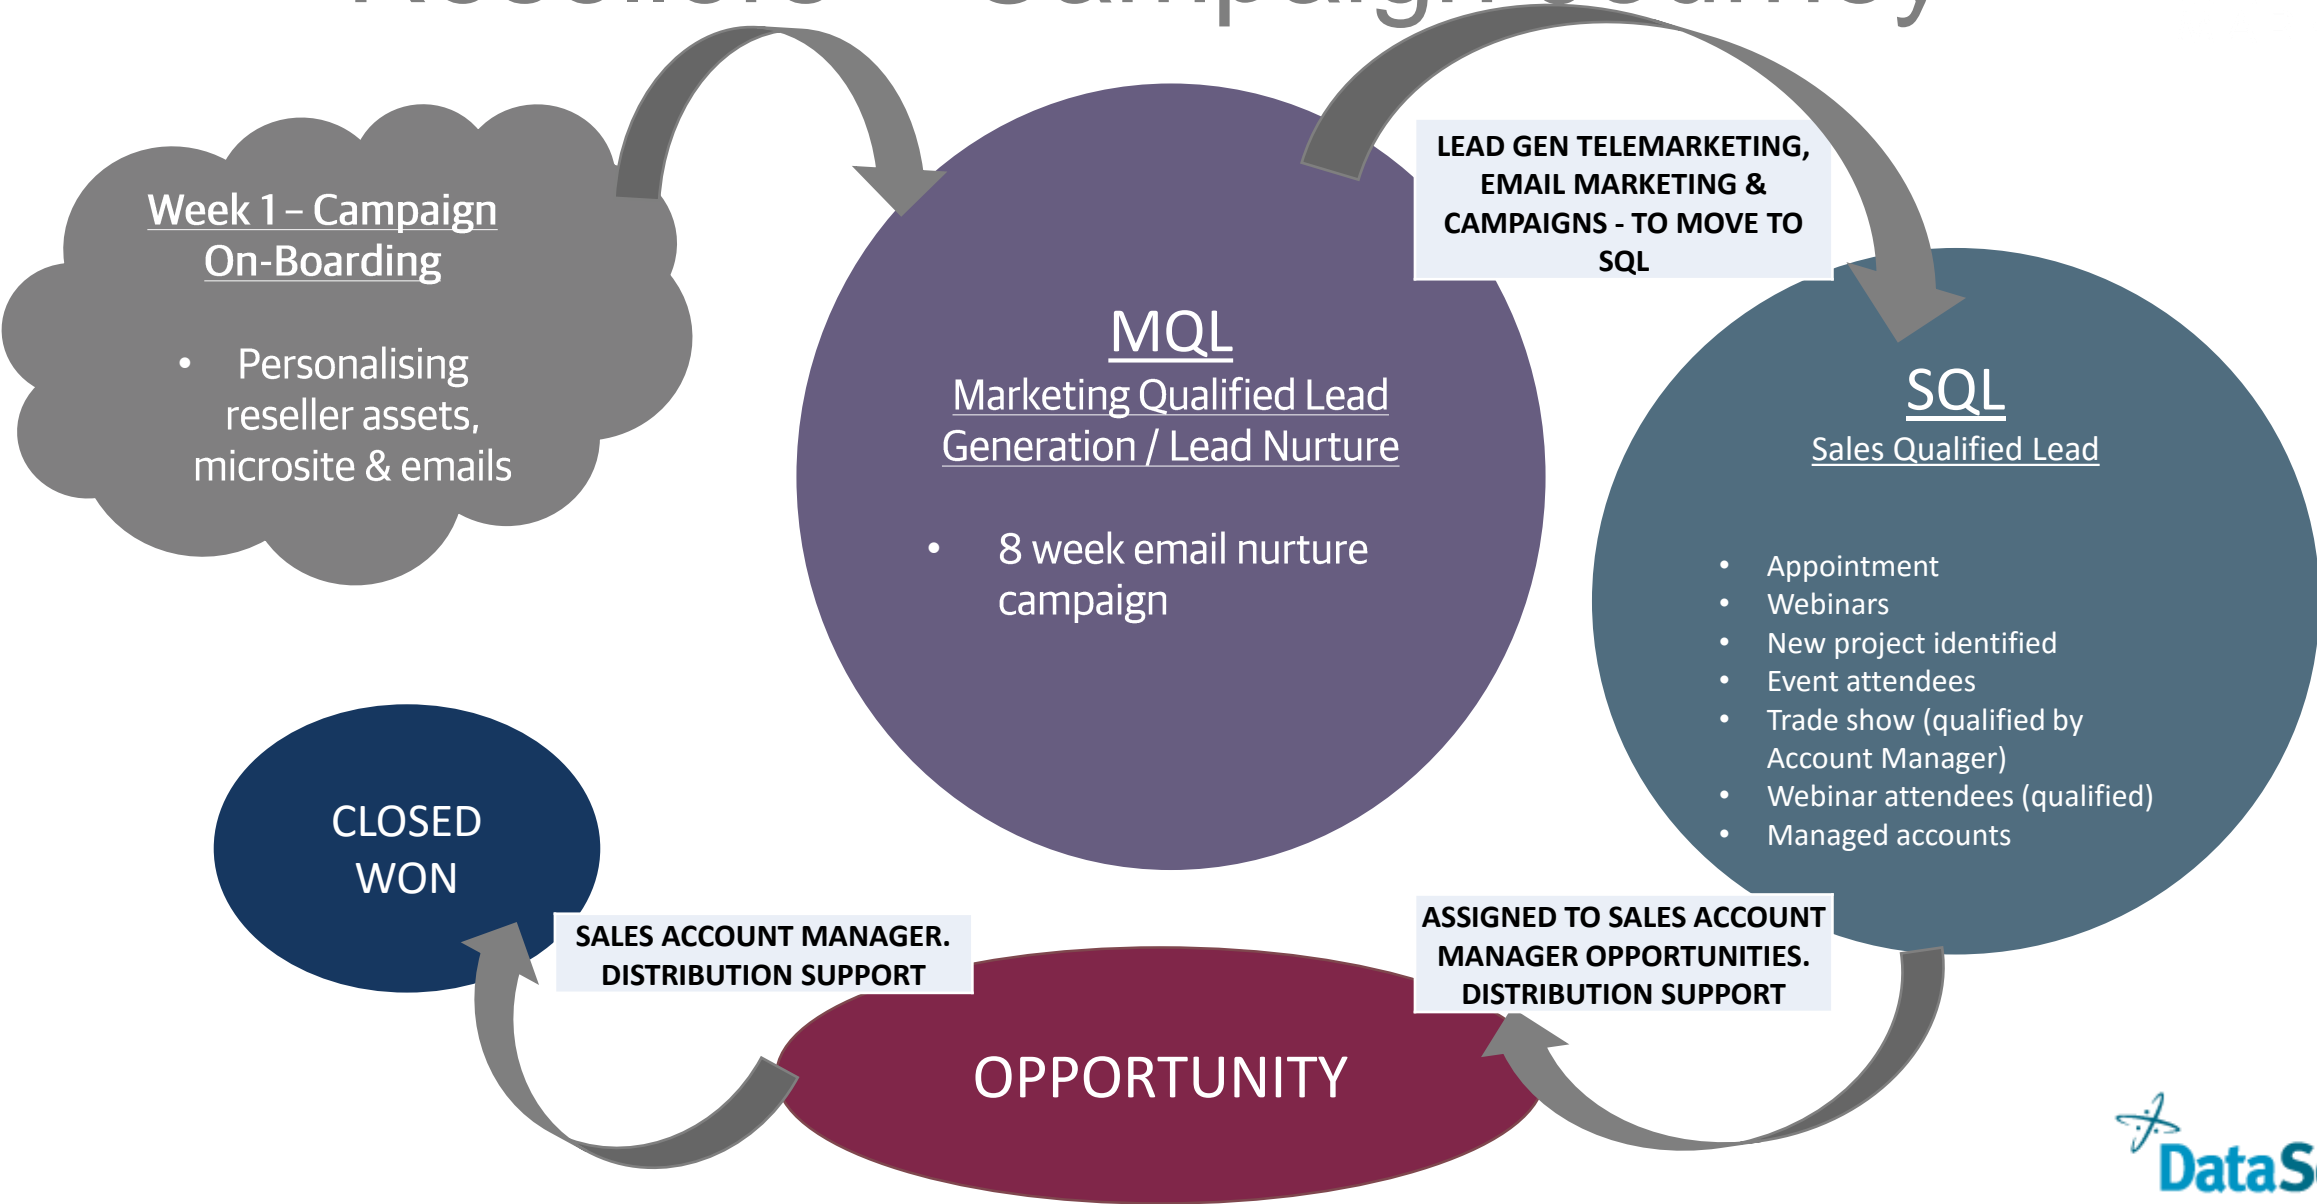 Week 1 – Campaign
On-Boarding
• Personalising
reseller assets,
microsite & emails
MQL
Marketing Qualified Lead
Generation / Lead Nurture
• 8 week email nurture
campaign
LEAD GEN TELEMARKETING,
EMAIL MARKETING &
CAMPAIGNS - TO MOVE TO
SQL
SQL
Sales Qualified Lead
• Appointment
• Webinars
• New project identified
• Event attendees
• Trade show (qualified by
Account Manager)
• Webinar attendees (qualified)
• Managed accounts
ASSIGNED TO SALES ACCOUNT
MANAGER OPPORTUNITIES.
DISTRIBUTION SUPPORT
OPPORTUNITY
SALES ACCOUNT MANAGER.
DISTRIBUTION SUPPORT
CLOSED
WON